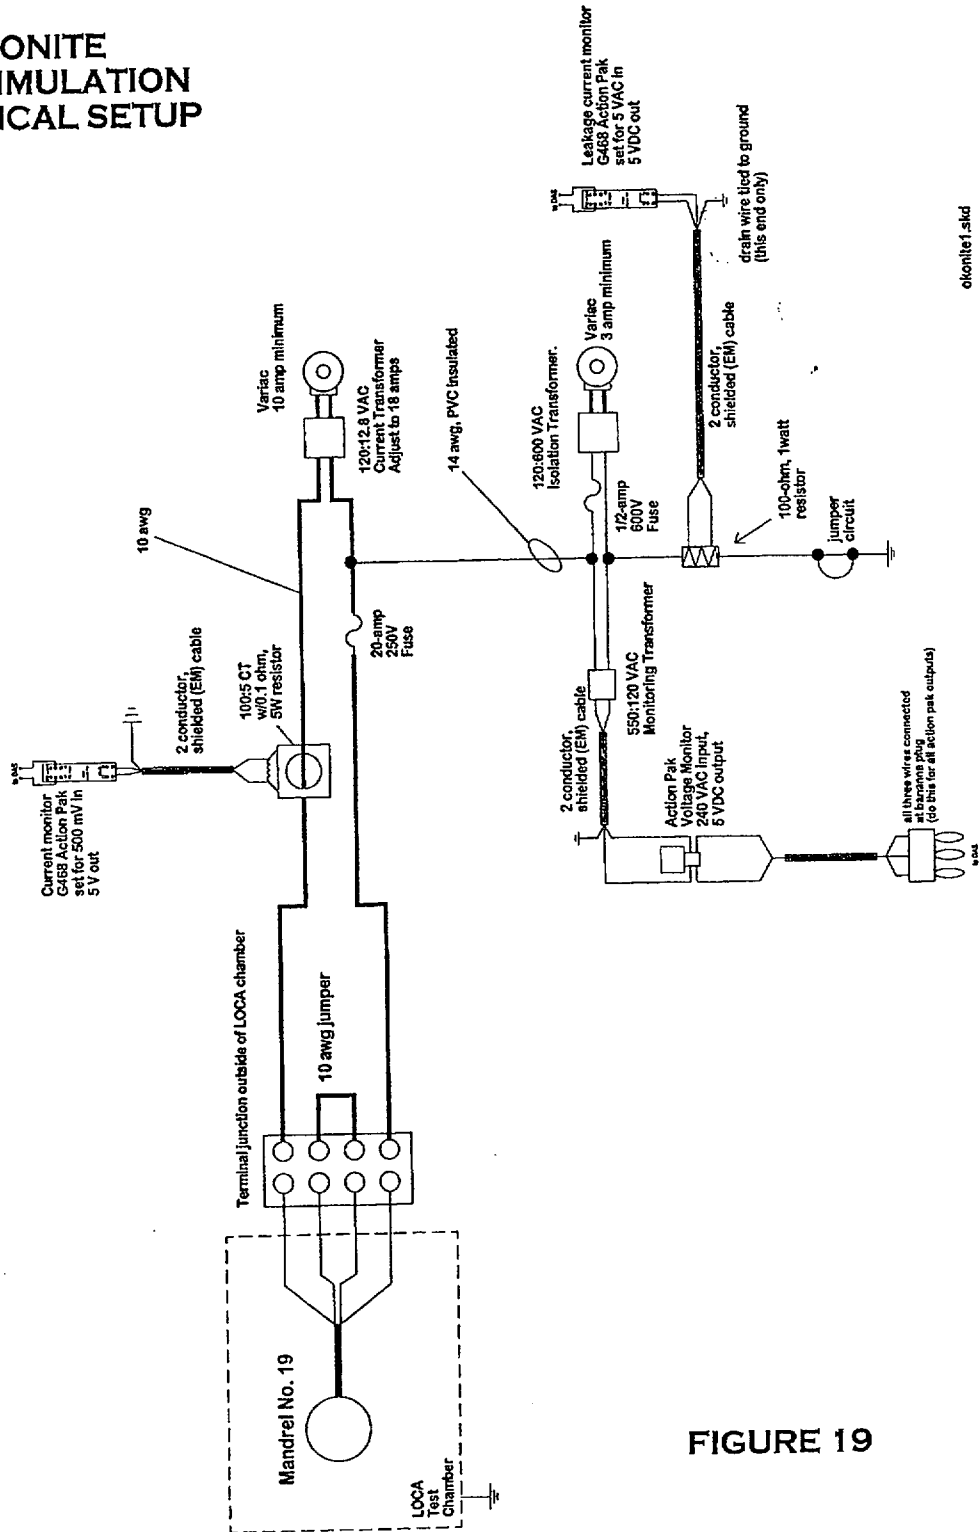 ONITE
IMULATION
ICAL SETUP
Leakage current monitor
G468 Action Pak
set for 5 VAC in
5 VDC out
to DAS
drain wire tied to ground
(this end only)
okonite1.skd
Variac
10 amp minimum
120:12.8 VAC
Current Transformer
Adjust to 18 amps
14 awg, PVC insulated
Variac
3 amp minimum
120:600 VAC
Isolation Transformer.
1/2-amp
600V
Fuse
2 conductor,
shielded (EM) cable
100-ohm, 1watt
resistor
jumper
circuit
10 awg
20-amp
250V
Fuse
2 conductor,
shielded (EM) cable
100:5 CT
w/0.1 ohm,
5W resistor
to DAS
Current monitor
G468 Action Pak
set for 500 mV in
5 V out
2 conductor,
shielded (EM) cable
550:120 VAC
Monitoring Transformer
Action Pak
Voltage Monitor
240 VAC input,
5 VDC output
all three wires connected
at bananna plug
(do this for all action pak outputs)
to DAS
Terminal junction outside of LOCA chamber
10 awg jumper
Mandrel No. 19
LOCA
Test
Chamber
FIGURE 19